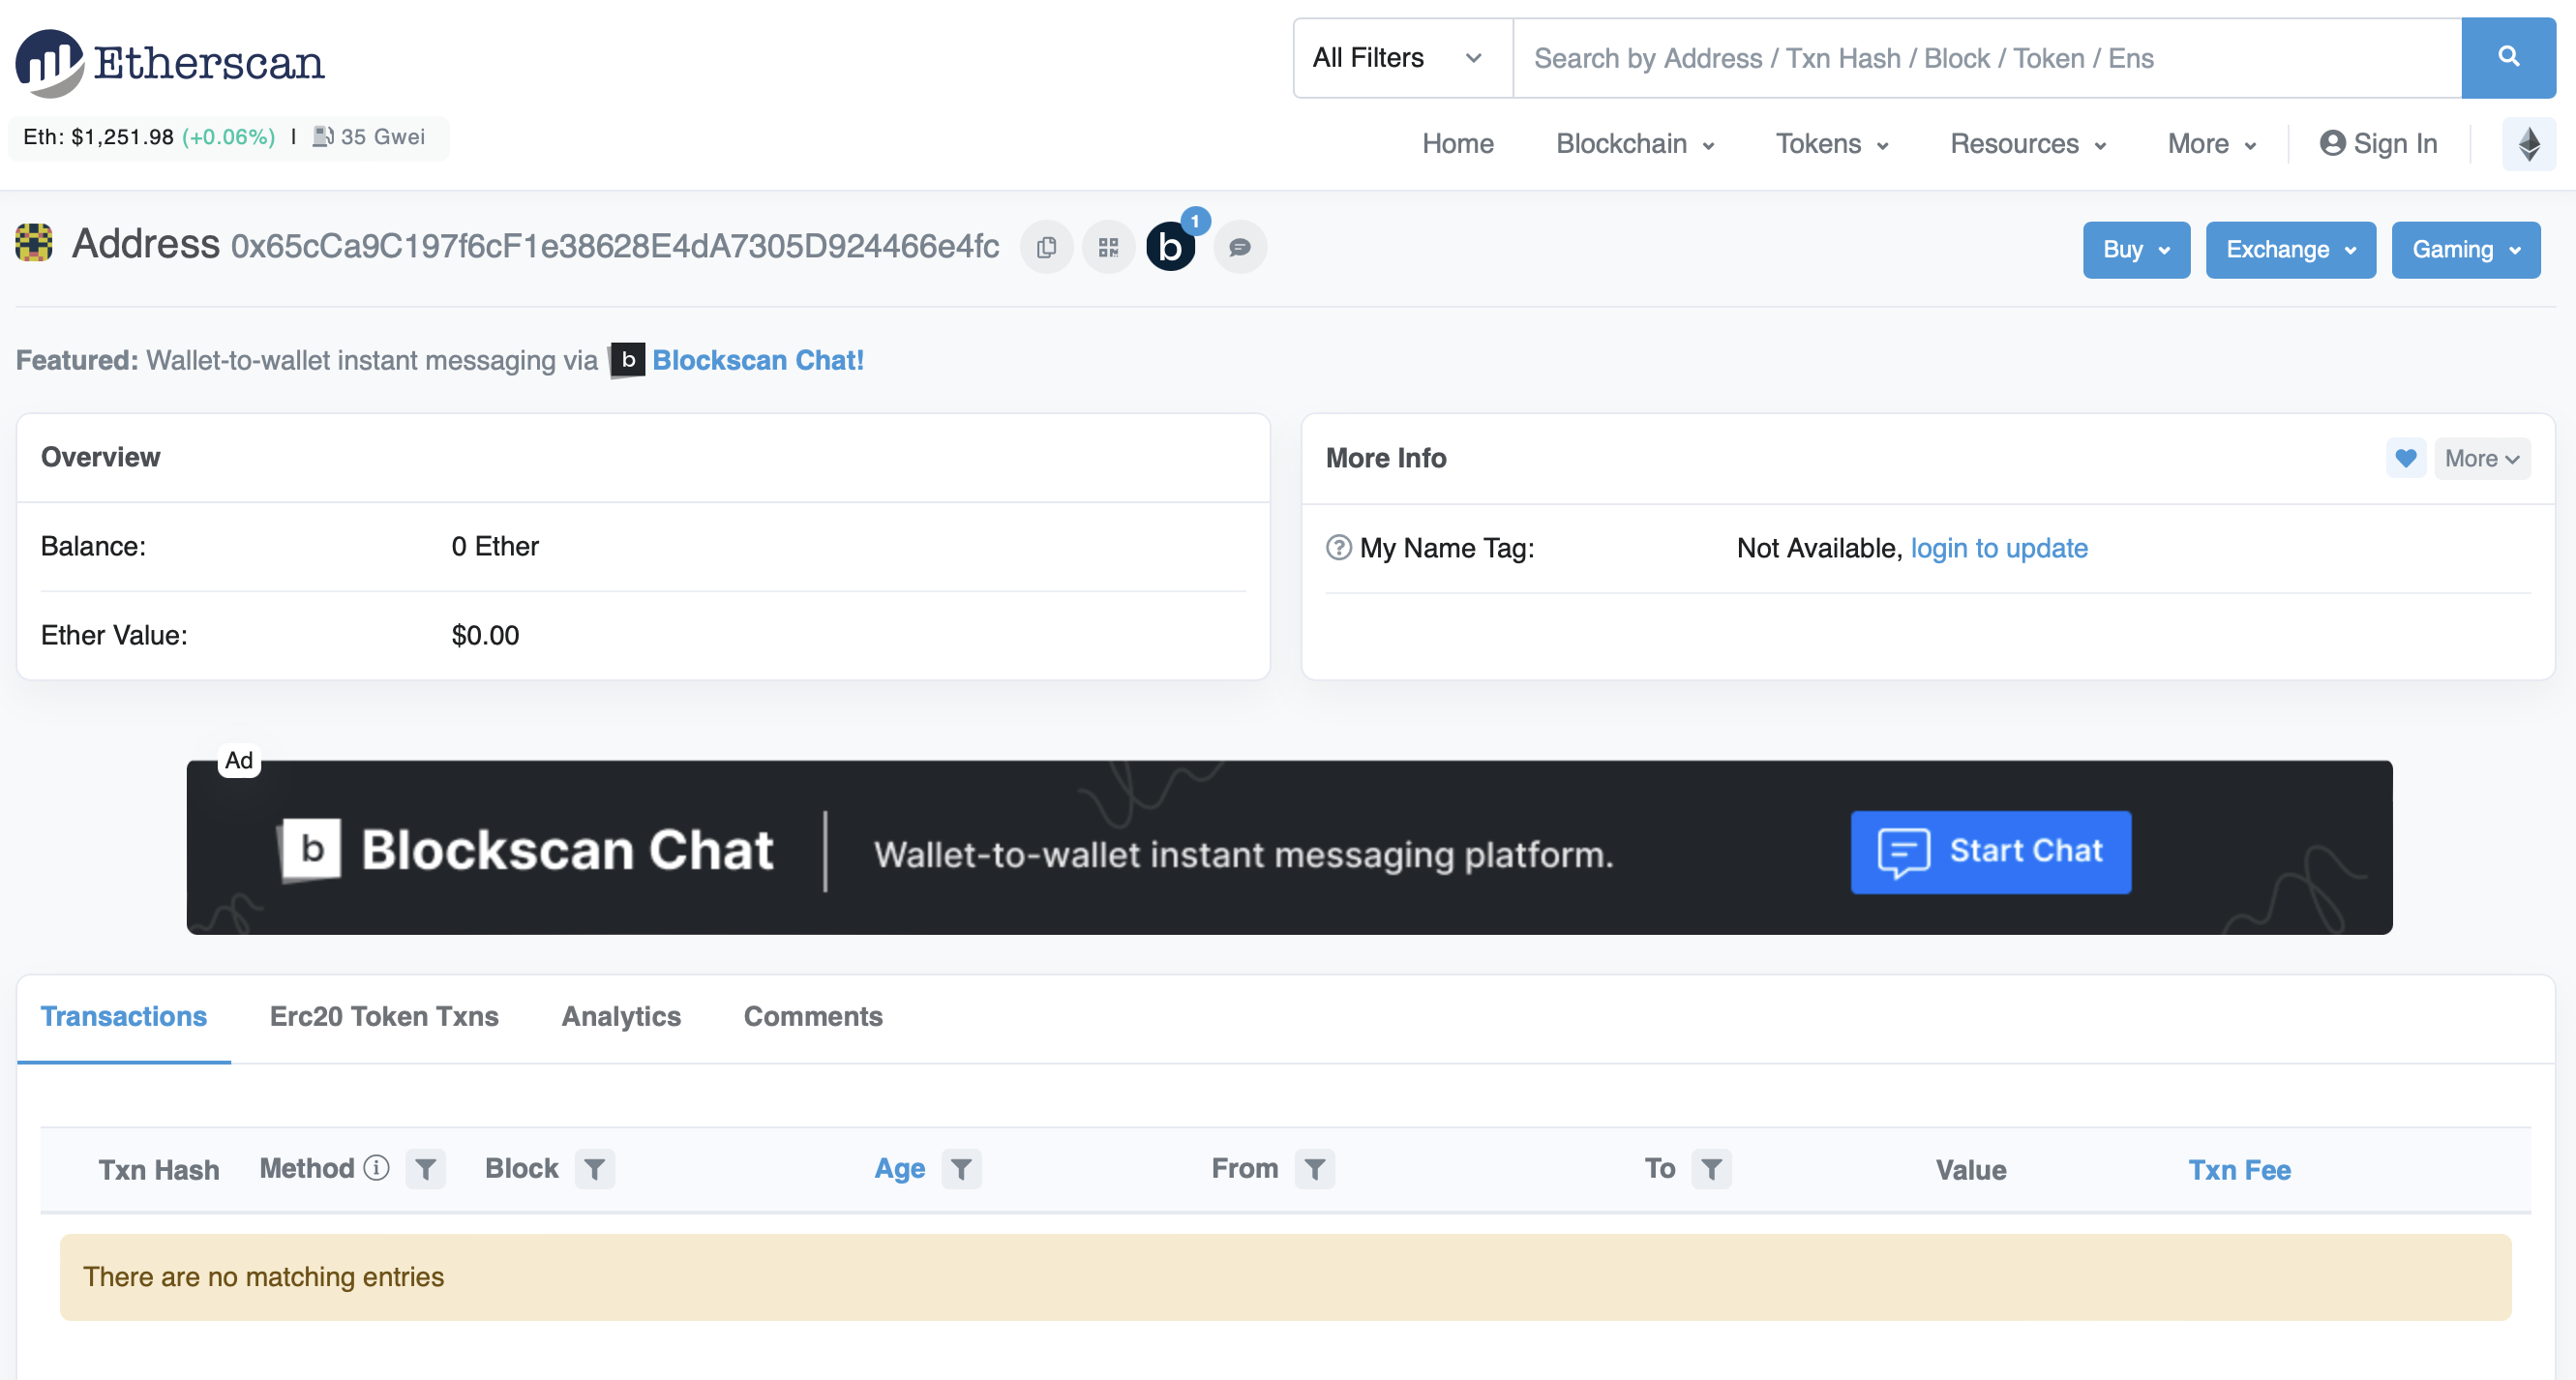 Etherscan
All Filters
Search by Address / Txn Hash / Block / Token / Ens
Eth: $1,251.98 (+0.06%) | 35 Gwei
Home Blockchain Tokens Resources More Sign In
Address 0x65cCa9C197f6cF1e38628E4dA7305D924466e4fc b 1
Buy Exchange Gaming
Featured: Wallet-to-wallet instant messaging via b Blockscan Chat!
Overview
Balance: 0 Ether
Ether Value: $0.00
More Info More
My Name Tag: Not Available, login to update
Ad
b Blockscan Chat Wallet-to-wallet instant messaging platform. Start Chat
Transactions Erc20 Token Txns Analytics Comments
Txn Hash Method Block Age From To Value Txn Fee
There are no matching entries